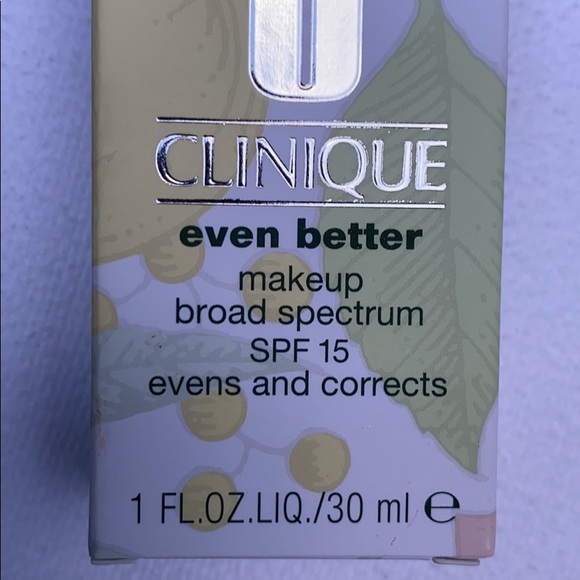 CLINIQUE
even better
makeup
broad spectrum
SPF 15
evens and corrects
1 FL.OZ.LIQ./30 ml ℮